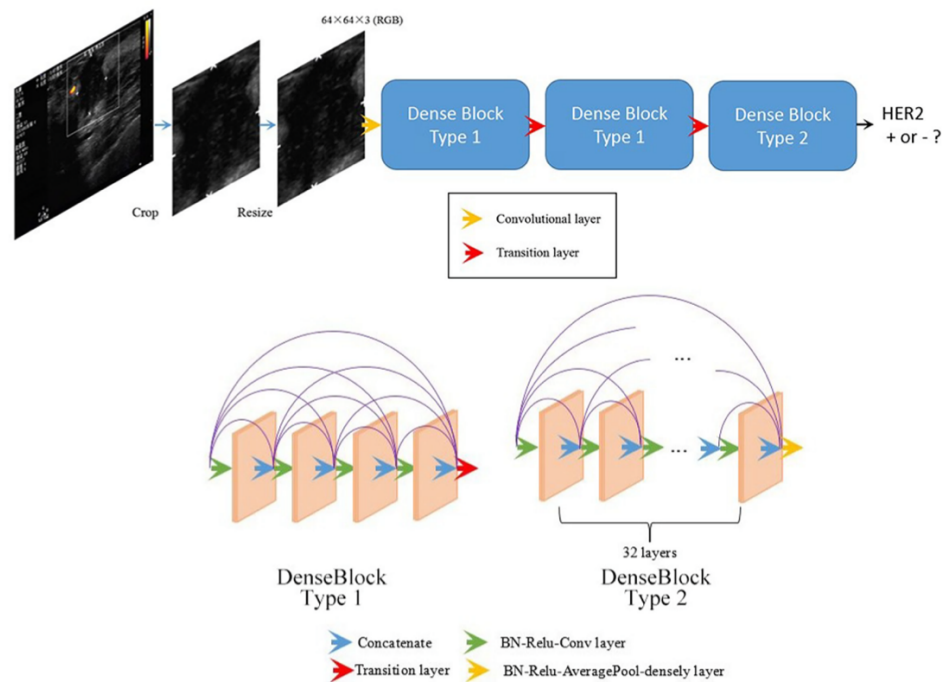 64×64×3 (RGB)
Dense Block
Type 1
Dense Block
Type 1
Dense Block
Type 2
HER2
+ or - ?
Crop
Resize
Convolutional layer
Transition layer
...
...
32 layers
DenseBlock
Type 1
DenseBlock
Type 2
Concatenate
BN-Relu-Conv layer
Transition layer
BN-Relu-AveragePool-densely layer